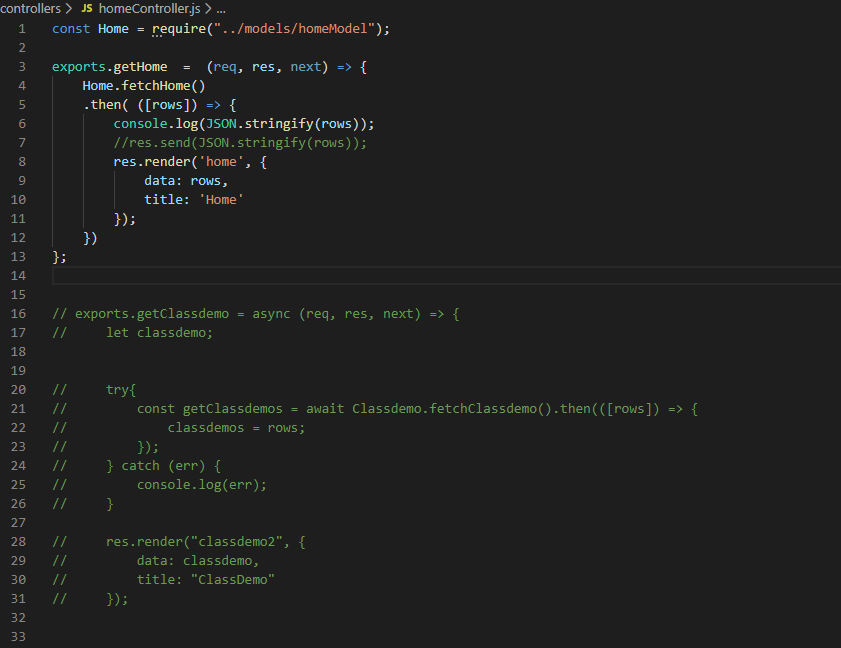 controllers > JS homeController.js > ...
1 const Home = require("../models/homeModel");
2
3 exports.getHome  =  (req, res, next) => {
4     Home.fetchHome()
5     .then( ([rows]) => {
6         console.log(JSON.stringify(rows));
7         //res.send(JSON.stringify(rows));
8         res.render('home', {
9             data: rows,
10             title: 'Home'
11         });
12     })
13 };
14
15
16 // exports.getClassdemo = async (req, res, next) => {
17 //     let classdemo;
18
19
20 //     try{
21 //         const getClassdemos = await Classdemo.fetchClassdemo().then(([rows]) => {
22 //             classdemos = rows;
23 //         });
24 //     } catch (err) {
25 //         console.log(err);
26 //     }
27
28 //     res.render("classdemo2", {
29 //         data: classdemo,
30 //         title: "ClassDemo"
31 //     });
32
33